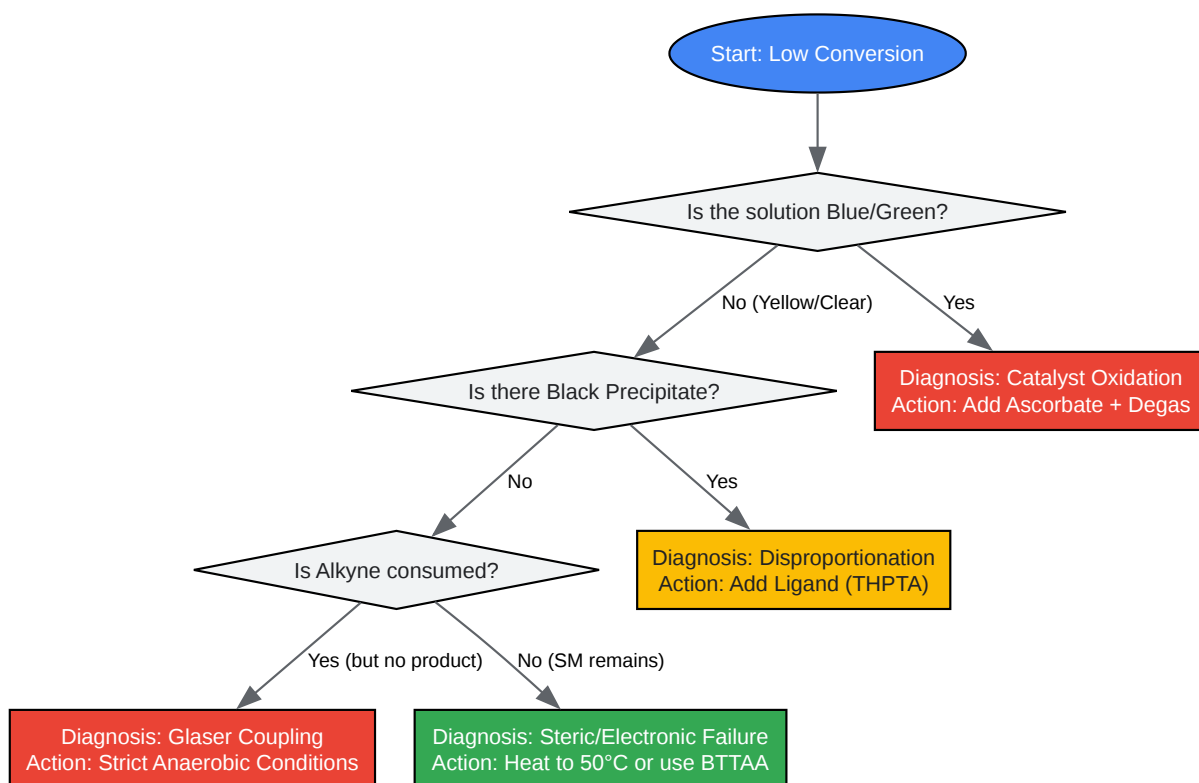 Start: Low Conversion
Is the solution Blue/Green?
No (Yellow/Clear)
Yes
Diagnosis: Catalyst Oxidation
Action: Add Ascorbate + Degas
Is there Black Precipitate?
No
Yes
Diagnosis: Disproportionation
Action: Add Ligand (THPTA)
Is Alkyne consumed?
Yes (but no product)
No (SM remains)
Diagnosis: Glaser Coupling
Action: Strict Anaerobic Conditions
Diagnosis: Steric/Electronic Failure
Action: Heat to 50°C or use BTTAA